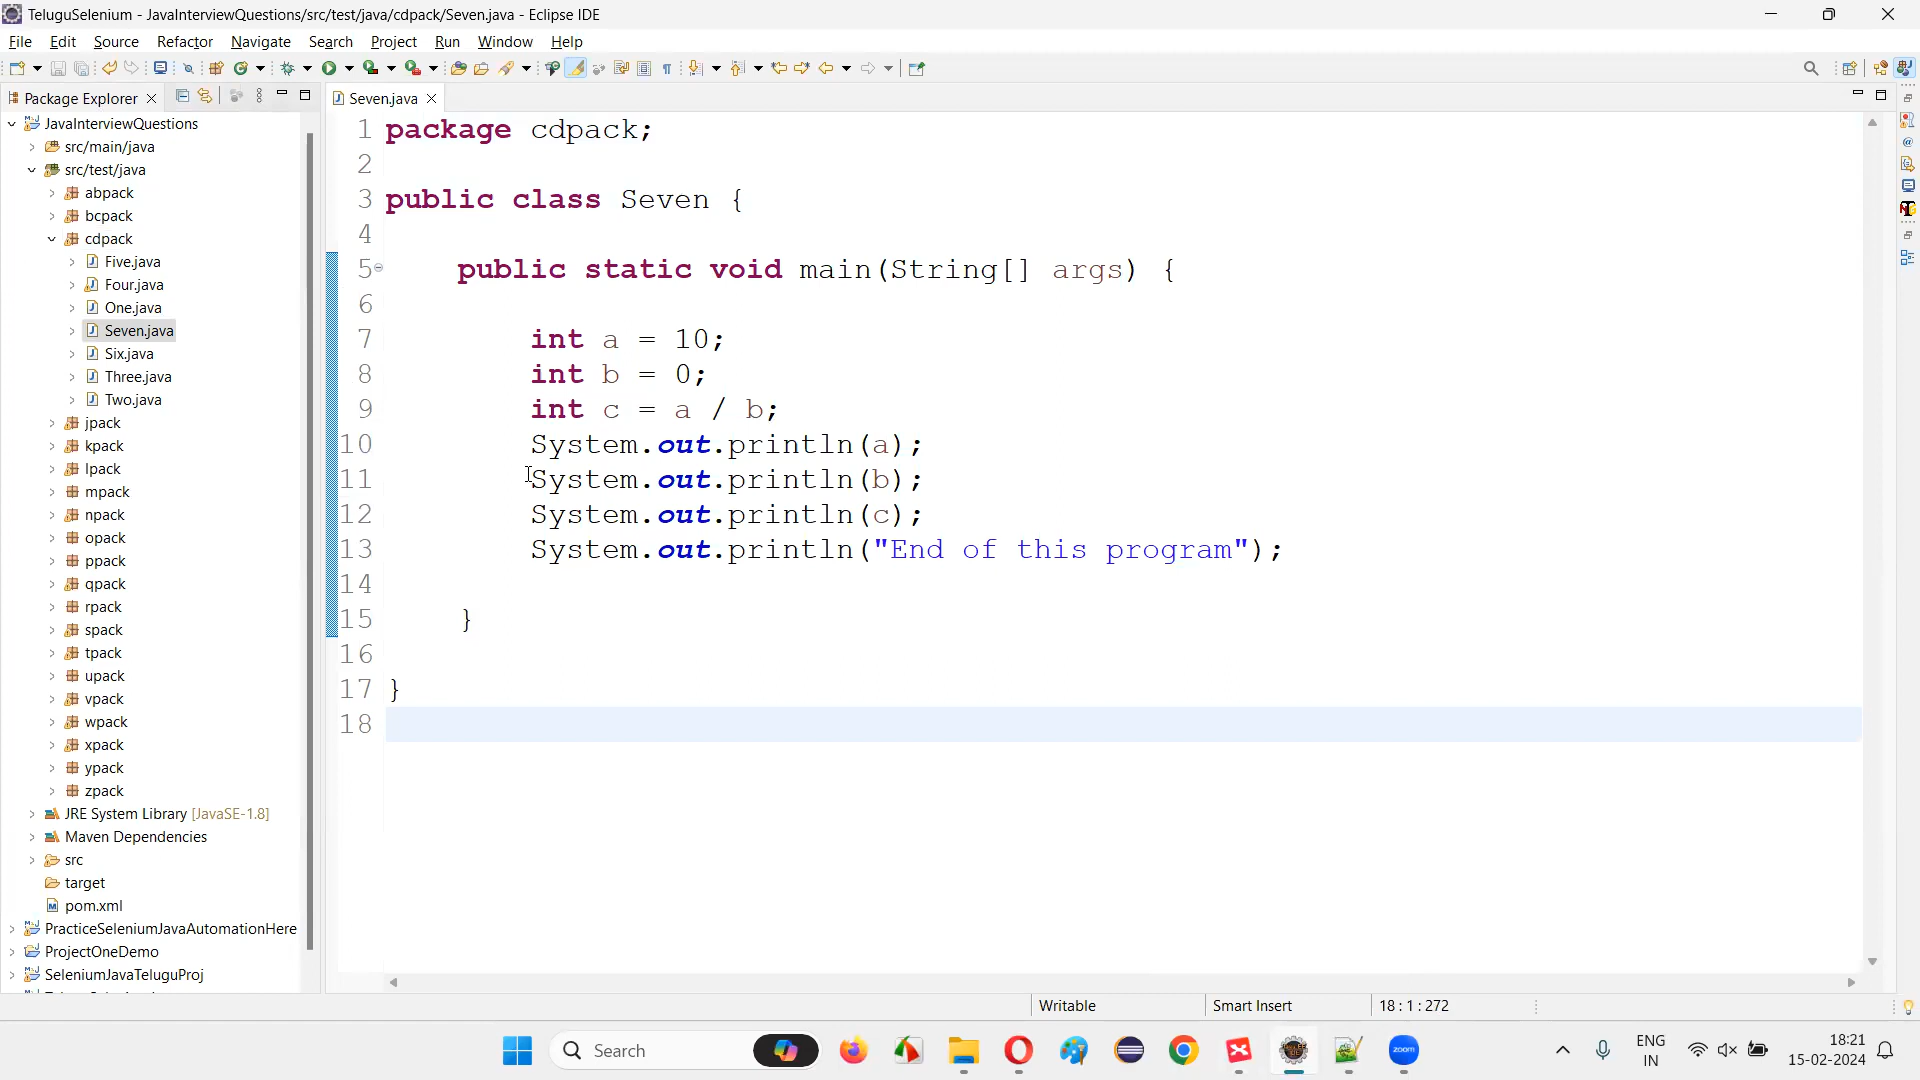 TeluguSelenium - JavaInterviewQuestions/src/test/java/cdpack/Seven.java - Eclipse IDE
File Edit Source Refactor Navigate Search Project Run Window Help
Package Explorer
Seven.java
JavaInterviewQuestions
src/main/java
src/test/java
abpack
bcpack
cdpack
Five.java
Four.java
One.java
Seven.java
Six.java
Three.java
Two.java
jpack
kpack
lpack
mpack
npack
opack
ppack
qpack
rpack
spack
tpack
upack
vpack
wpack
xpack
ypack
zpack
JRE System Library [JavaSE-1.8]
Maven Dependencies
src
target
pom.xml
PracticeSeleniumJavaAutomationHere
ProjectOneDemo
SeleniumJavaTeluguProj
1 package cdpack;
2
3 public class Seven {
4
5 public static void main(String[] args) {
6
7 int a = 10;
8 int b = 0;
9 int c = a / b;
10 System.out.println(a);
11 System.out.println(b);
12 System.out.println(c);
13 System.out.println("End of this program");
14
15 }
16
17 }
18
Writable Smart Insert 18 : 1 : 272
Search
zoom
ENG
IN
18:21
15-02-2024